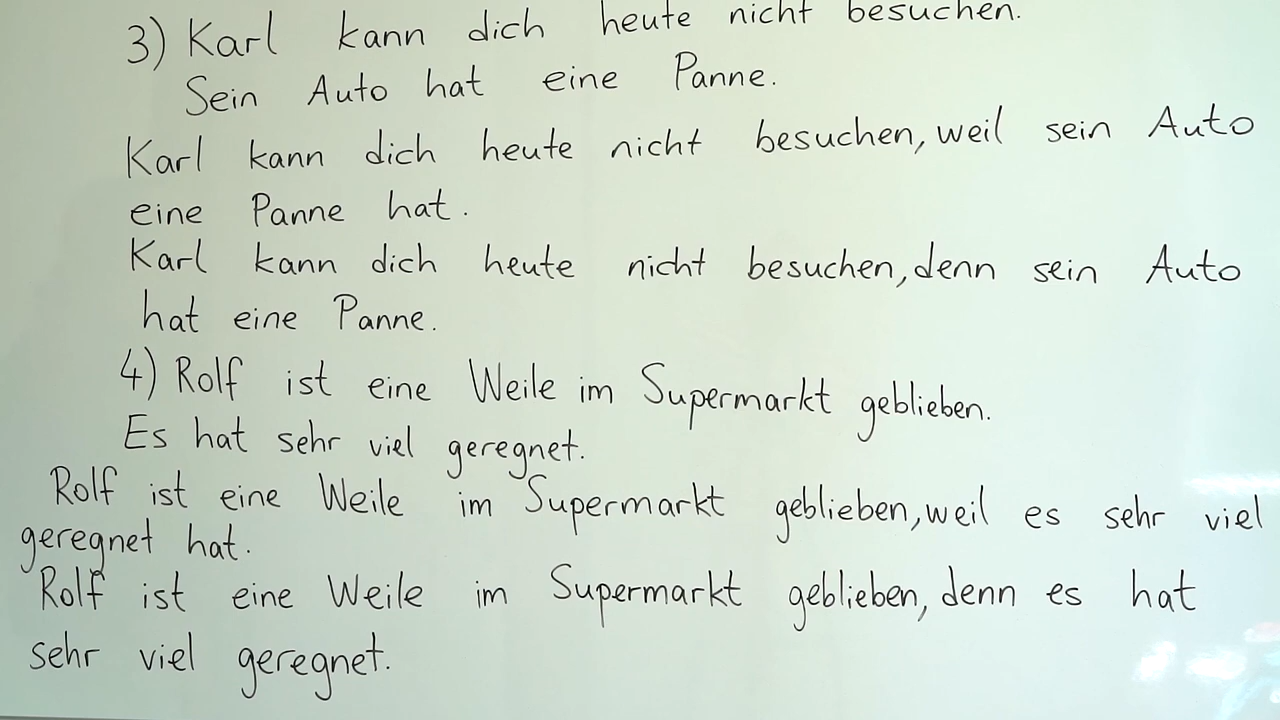 3) Karl kann dich heute nicht besuchen.
Sein Auto hat eine Panne.
Karl kann dich heute nicht besuchen, weil sein Auto
eine Panne hat.
Karl kann dich heute nicht besuchen, denn sein Auto
hat eine Panne.
4) Rolf ist eine Weile im Supermarkt geblieben.
Es hat sehr viel geregnet.
Rolf ist eine Weile im Supermarkt geblieben, weil es sehr viel
geregnet hat.
Rolf ist eine Weile im Supermarkt geblieben, denn es hat
sehr viel geregnet.